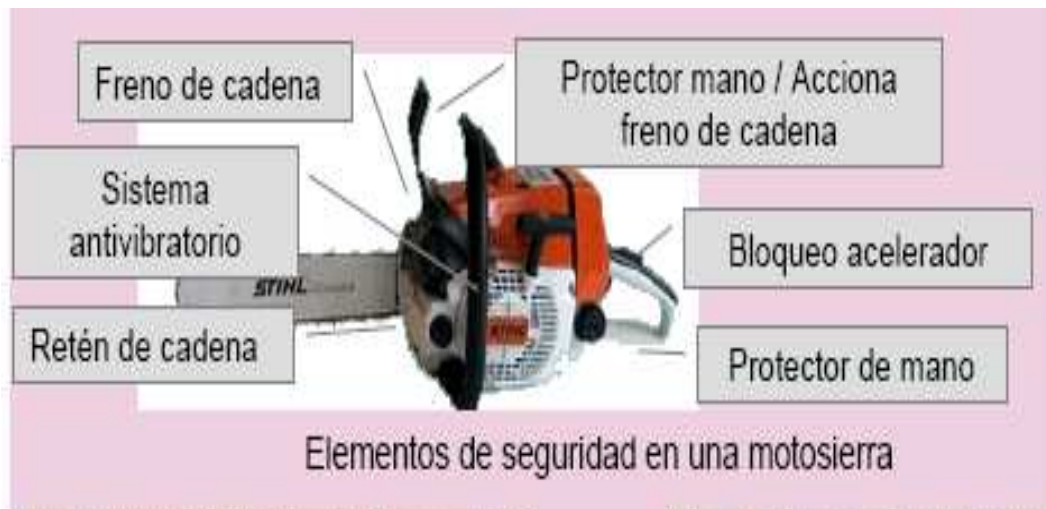 Freno de cadena
Protector mano / Acciona
freno de cadena
Sistema
antivibratorio
Bloqueo acelerador
STIHL
STIHL
Retén de cadena
Protector de mano
Elementos de seguridad en una motosierra